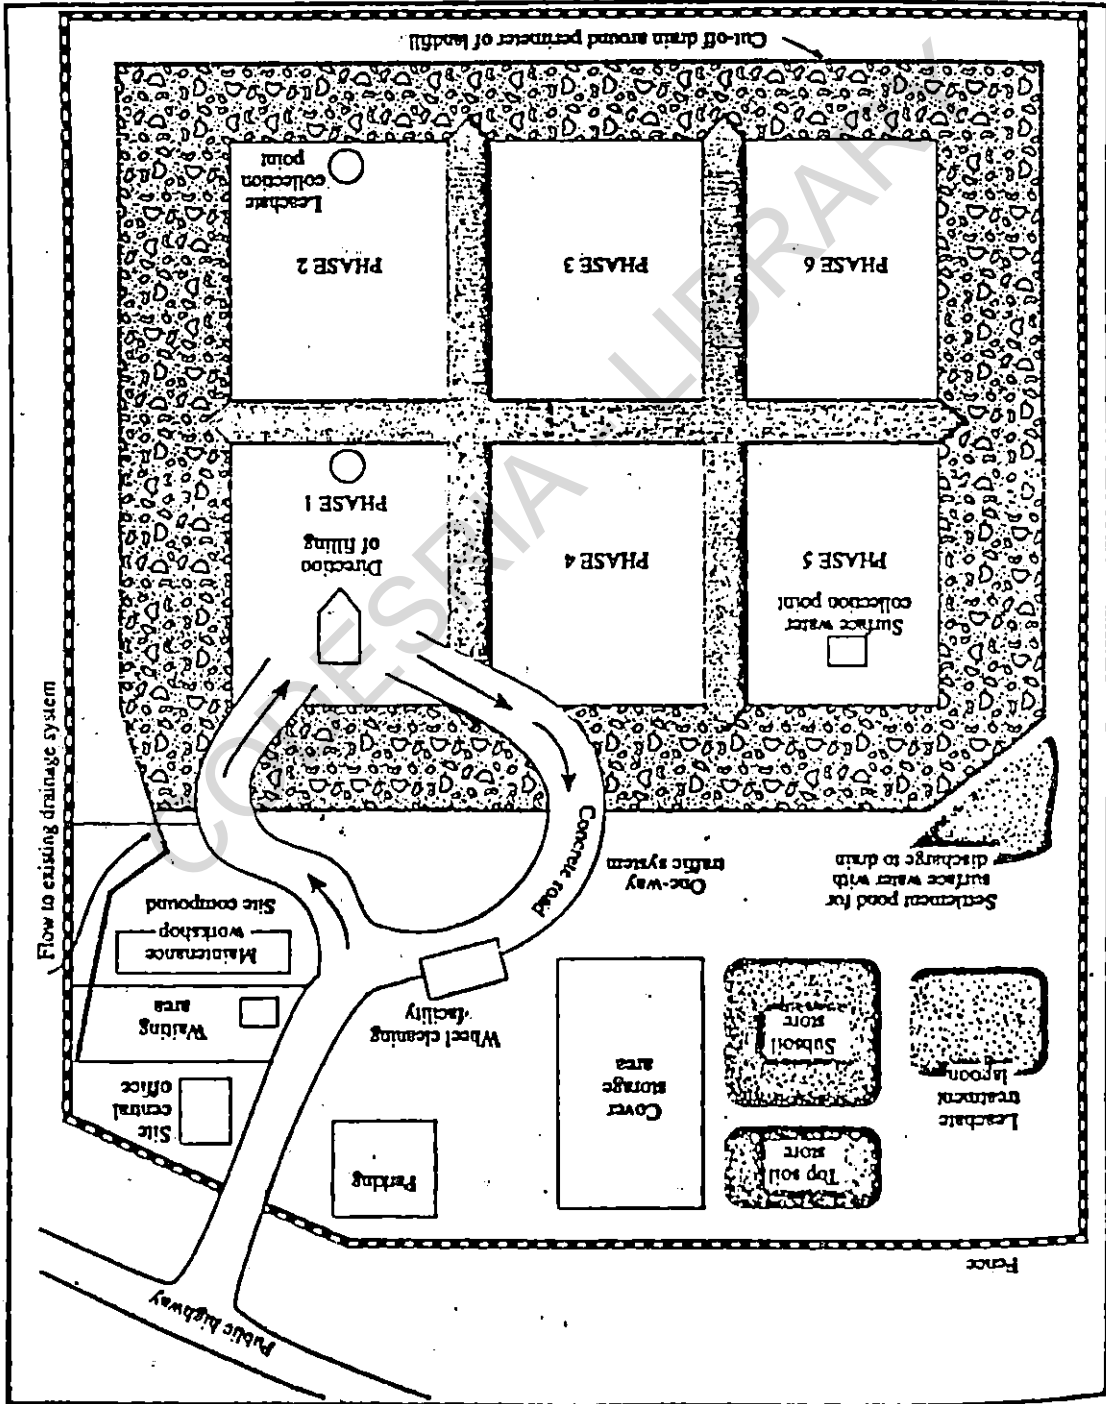 Public highway
Fence
Top soil
store
Parking
Site
central
office
Leachate
treatment
lagoon
Cover
storage
area
Subsoil
store
Wheel cleaning
facility
Waiting
area
Maintenance
workshop
Site compound
Settlement pond for
surface water with
discharge to drain
One-way
traffic system
Concrete road
Flow to existing drainage system
Surface water
collection point
PHASE 5
PHASE 4
Direction
of filling
PHASE 1
PHASE 6
PHASE 3
PHASE 2
Leachate
collection
point
Cut-off drain around perimeter of landfill
CODESRIA - LIBRARY